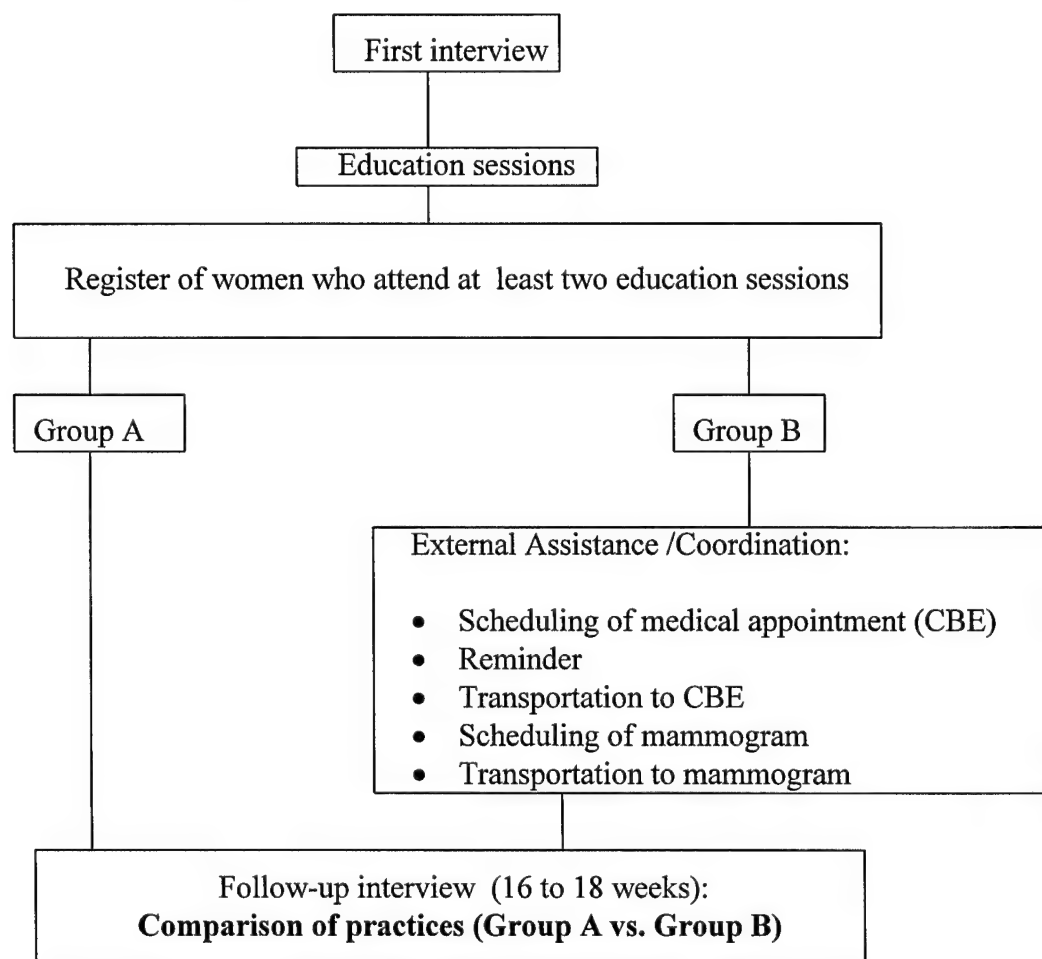 First interview
Education sessions
Register of women who attend at least two education sessions
Group A
Group B
External Assistance /Coordination:
• Scheduling of medical appointment (CBE)
• Reminder
• Transportation to CBE
• Scheduling of mammogram
• Transportation to mammogram
Follow-up interview (16 to 18 weeks):
Comparison of practices (Group A vs. Group B)